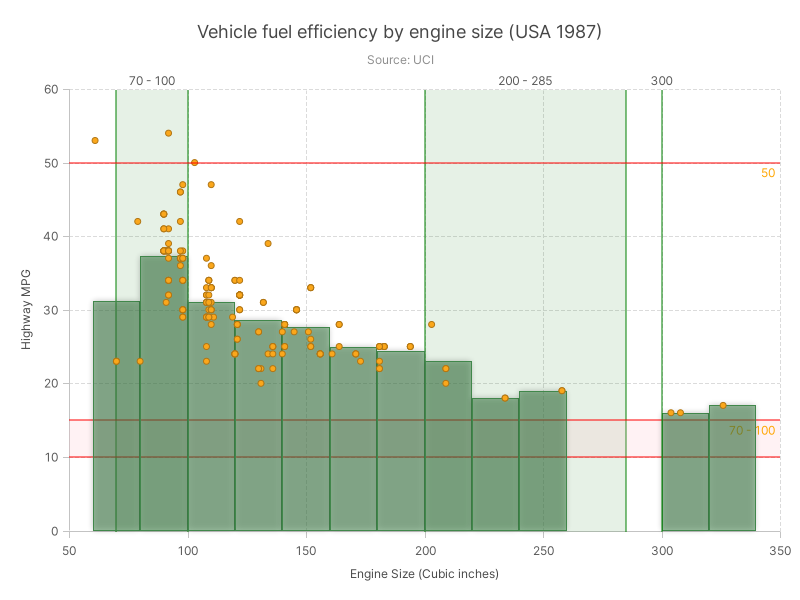 Vehicle fuel efficiency by engine size (USA 1987)
Source: UCI
70 - 100
200 - 285
300
60
50
40
30
20
10
0
50
70 - 100
Highway MPG
50
100
150
200
250
300
350
Engine Size (Cubic inches)